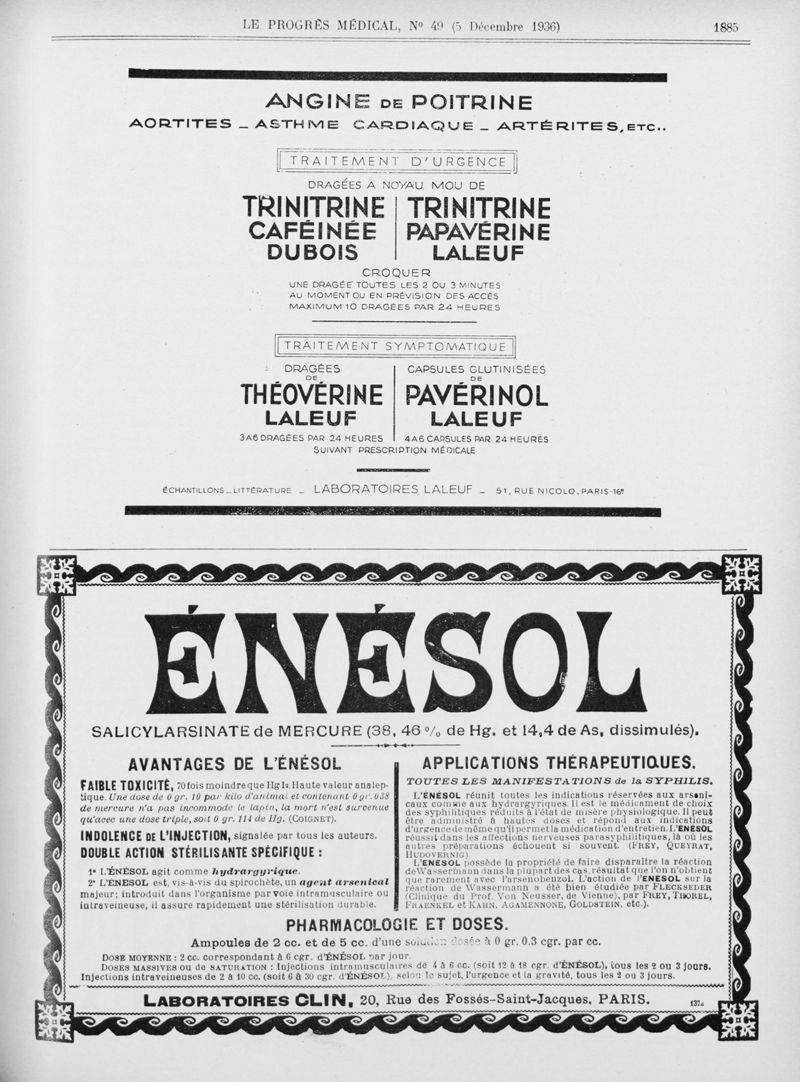 LE PROGRÈS MÉDICAL, No 49 (5 Décembre 1936) 1885
ANGINE DE POITRINE
AORTITES _ ASTHME CARDIAQUE _ ARTÉRITES, ETC..
TRAITEMENT D'URGENCE
DRAGÉES A NOYAU MOU DE
TRINITRINE
CAFÉINÉE
DUBOIS
TRINITRINE
PAPAVÉRINE
LALEUF
CROQUER
UNE DRAGÉE TOUTES LES 2 OU 3 MINUTES
AU MOMENT OU EN PRÉVISION DES ACCÈS
MAXIMUM 10 DRAGÉES PAR 24 HEURES
TRAITEMENT SYMPTOMATIQUE
DRAGÉES
DE
THÉOVÉRINE
LALEUF
3 A 6 DRAGÉES PAR 24 HEURES
CAPSULES GLUTINISÉES
DE
PAVÉRINOL
LALEUF
4 A 6 CAPSULES PAR 24 HEURES
SUIVANT PRESCRIPTION MÉDICALE
ÉCHANTILLONS _ LITTÉRATURE _ LABORATOIRES LALEUF _ 51, RUE NICOLO. PARIS-16e
ÉNÉSOL
SALICYLARSINATE de MERCURE (38, 46 % de Hg. et 14,4 de As, dissimulés).
AVANTAGES DE L'ÉNÉSOL
FAIBLE TOXICITÉ, 70 fois moindre que Hg I2. Haute valeur analep-
tique. Une dose de 0 gr. 10 par kilo d'animal et contenant 0 gr. 038
de mercure n'a pas incommodé le lapin, la mort n'est survenue
qu'avec une dose triple, soit 0 gr. 114 de Hg. (COIGNET).
INDOLENCE DE L'INJECTION, signalée par tous les auteurs.
DOUBLE ACTION STÉRILISANTE SPÉCIFIQUE :
1° L'ÉNÉSOL agit comme hydrargyrique.
2° L'ENESOL est, vis-à-vis du spirochète, un agent arsenical
majeur; introduit dans l'organisme par voie intramusculaire ou
intraveineuse, il assure rapidement une stérilisation durable.
APPLICATIONS THÉRAPEUTIQUES.
TOUTES LES MANIFESTATIONS de la SYPHILIS.
L'ÉNÉSOL réunit toutes les indications réservées aux arseni-
caux comme aux hydrargyriques. Il est le médicament de choix
des syphilitiques réduits à l'état de misère physiologique. Il peut
être administré à hautes doses et répond aux indications
d'urgence de même qu'il permet la médication d'entretien. L'ÉNÉSOL
réussit dans les affections nerveuses parasyphilitiques, là où les
autres préparations échouent si souvent. (FREY, QUEYRAT,
HUDOVERNIG).
L'ÉNÉSOL possède la propriété de faire disparaître la réaction
de Wassermann dans la plupart des cas, résultat que l'on n'obtient
que rarement avec l'arsenobenzol. L'action de l'ÉNÉSOL sur la
réaction de Wassermann a été bien étudiée par FLECKSEDER
(Clinique du Prof. Von Neusser, de Vienne), par FREY, THOREL,
FRAENKEL et KAHN, AGAMENNONE, GOLDSTEIN, etc.).
PHARMACOLOGIE ET DOSES.
Ampoules de 2 cc. et de 5 cc. d'une solution dosée à 0 gr. 0.3 cgr. par cc.
DOSE MOYENNE : 2 cc. correspondant à 6 cgr. d'ÉNÉSOL par jour.
DOSES MASSIVES OU de SATURATION : Injections intramusculaires de 4 à 6 cc. (soit 12 à 18 cgr. d'ÉNÉSOL), tous les 2 ou 3 jours.
Injections intraveineuses de 2 à 10 cc. (soit 6 à 30 cgr. d'ÉNÉSOL), selon le sujet, l'urgence et la gravité, tous les 2 ou 3 jours.
LABORATOIRES CLIN, 20, Rue des Fossés-Saint-Jacques, PARIS.